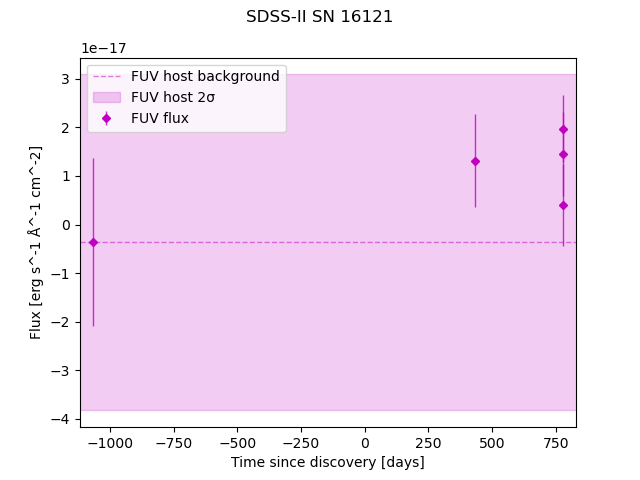 SDSS-II SN 16121
1e−17
FUV host background
FUV host 2σ
FUV flux
3
2
1
0
−1
−2
−3
−4
Flux [erg s^-1 Å^-1 cm^-2]
−1000 −750 −500 −250 0 250 500 750
Time since discovery [days]